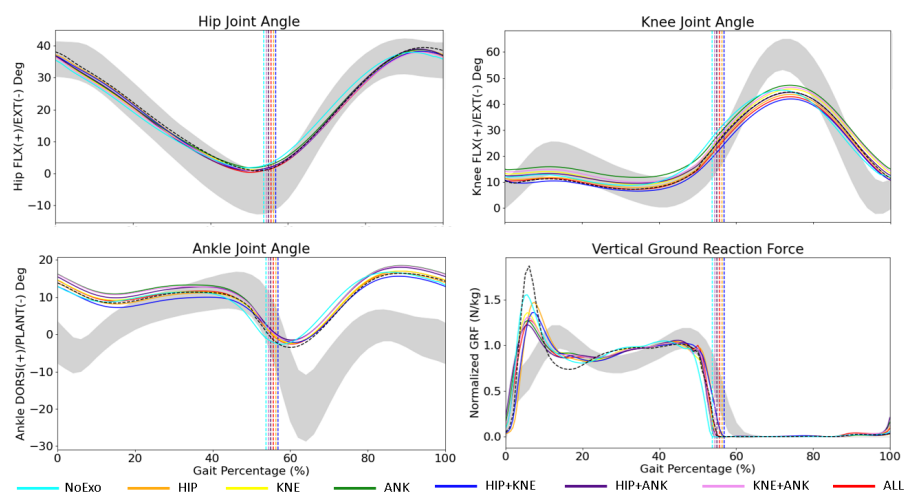 Hip Joint Angle
Hip FLX(+)/EXT(-) Deg
40
30
20
10
0
−10
Knee Joint Angle
Knee FLX(+)/EXT(-) Deg
60
50
40
30
20
10
0
Ankle Joint Angle
Ankle DORSI(+)/PLANT(-) Deg
20
10
0
−10
−20
−30
0 20 40 60 80 100
Gait Percentage (%)
Vertical Ground Reaction Force
Normalized GRF (N/kg)
1.5
1.0
0.5
0.0
0 20 40 60 80 100
Gait Percentage (%)
NoExo HIP KNE ANK HIP+KNE HIP+ANK KNE+ANK ALL